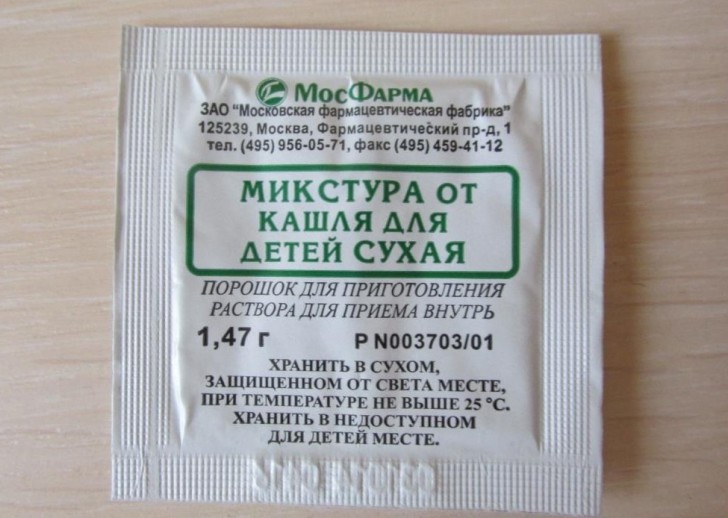 МосФарма
ЗАО "Московская фармацевтическая фабрика"
125239, Москва, Фармацевтический пр-д, 1
тел. (495) 956-05-71, факс (495) 459-41-12
МИКСТУРА ОТ
КАШЛЯ ДЛЯ
ДЕТЕЙ СУХАЯ
ПОРОШОК ДЛЯ ПРИГОТОВЛЕНИЯ
РАСТВОРА ДЛЯ ПРИЕМА ВНУТРЬ
1,47 г Р N003703/01
ХРАНИТЬ В СУХОМ,
ЗАЩИЩЕННОМ ОТ СВЕТА МЕСТЕ,
ПРИ ТЕМПЕРАТУРЕ НЕ ВЫШЕ 25 °С.
ХРАНИТЬ В НЕДОСТУПНОМ
ДЛЯ ДЕТЕЙ МЕСТЕ.